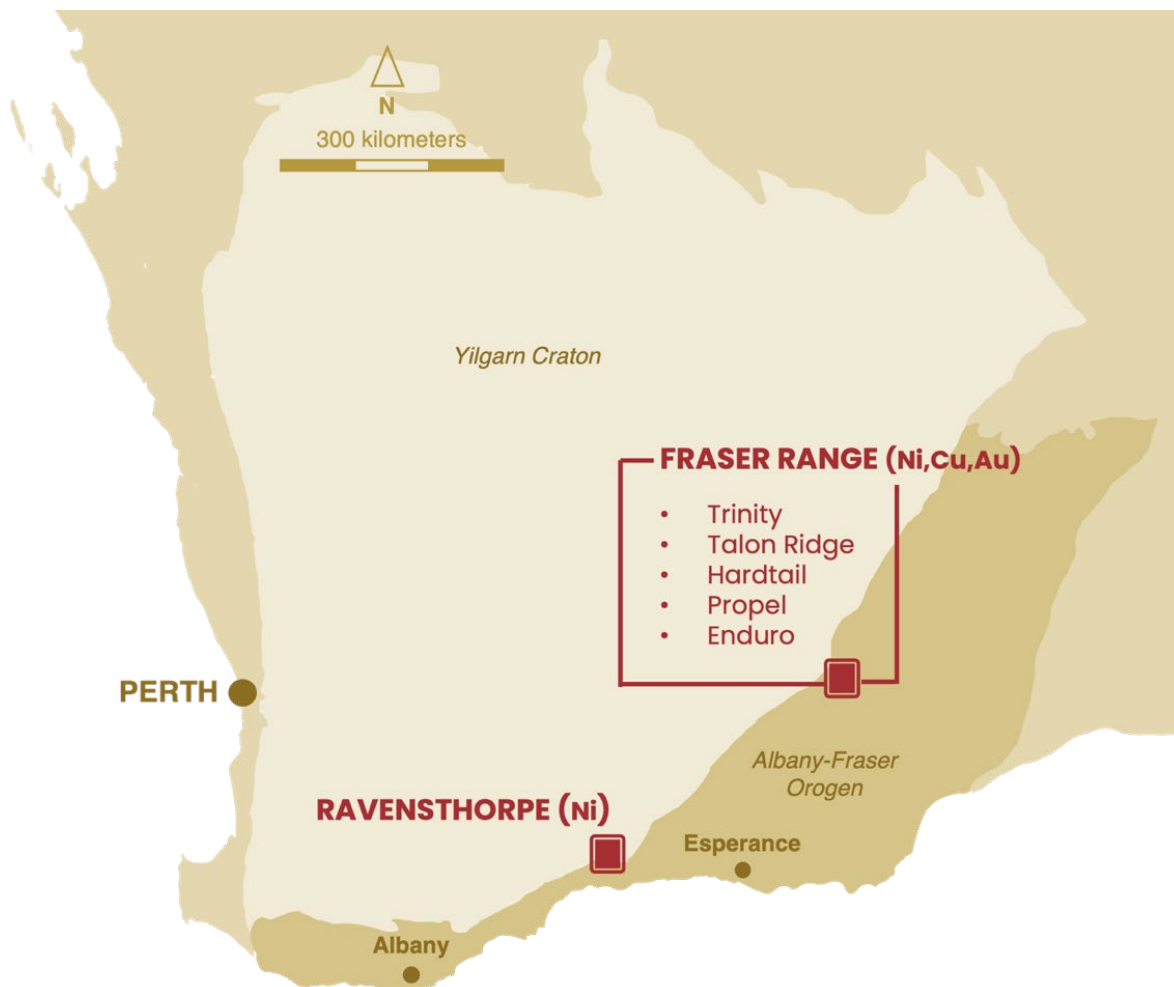 N
300 kilometers
Yilgarn Craton
FRASER RANGE (Ni,Cu,Au)
• Trinity
• Talon Ridge
• Hardtail
• Propel
• Enduro
PERTH
Albany-Fraser
Orogen
RAVENSTHORPE (Ni)
Esperance
Albany